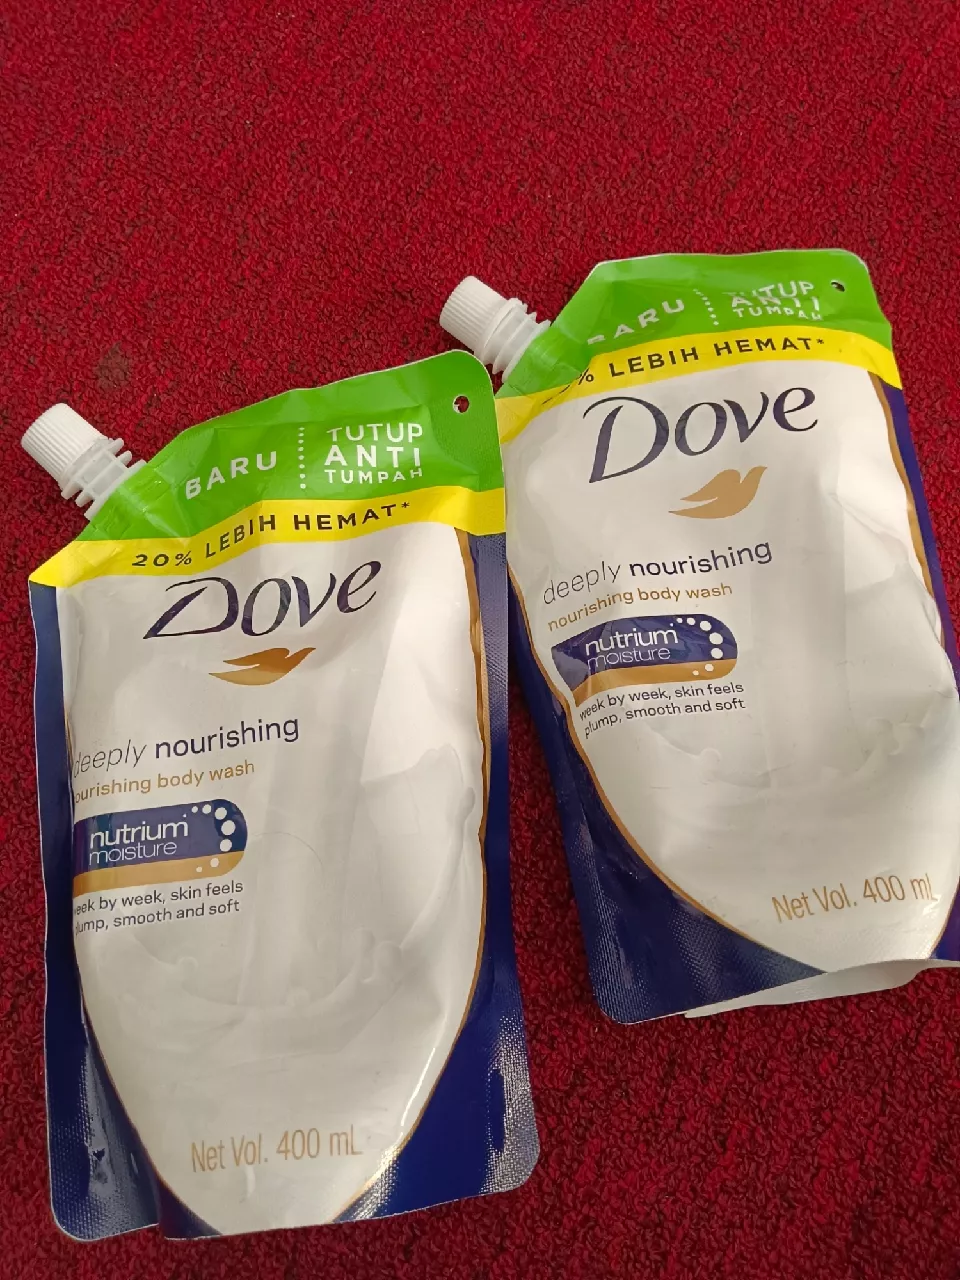 BARU
TUTUP
ANTI
TUMPAH
20% LEBIH HEMAT*
Dove
deeply nourishing
nourishing body wash
nutrium
moisture
week by week, skin feels
plump, smooth and soft
Net Vol. 400 mL
BARU
TUTUP
ANTI
TUMPAH
% LEBIH HEMAT*
Dove
deeply nourishing
nourishing body wash
nutrium
moisture
week by week, skin feels
plump, smooth and soft
Net Vol. 400 mL